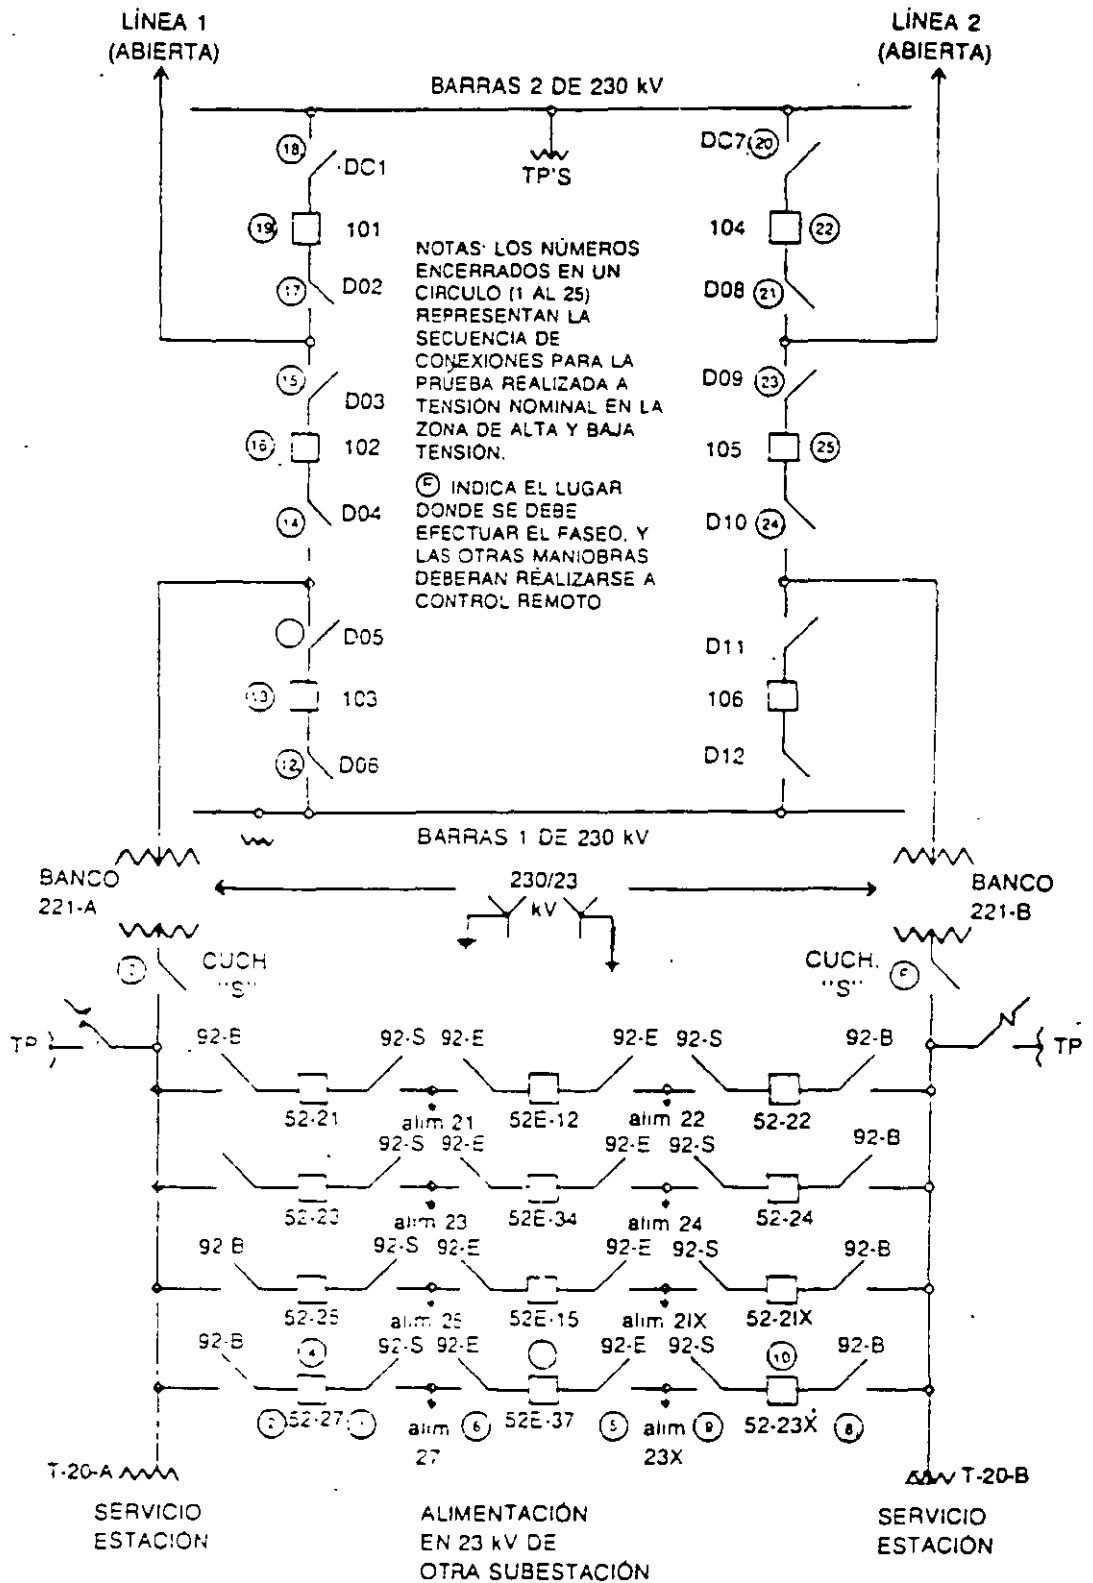 LÍNEA 1
(ABIERTA)
LÍNEA 2
(ABIERTA)
BARRAS 2 DE 230 kV
TP'S
18
DC1
19
101
17
D02
DC7
20
104
22
D08
21
NOTAS: LOS NÚMEROS
ENCERRADOS EN UN
CIRCULO (1 AL 25)
REPRESENTAN LA
SECUENCIA DE
CONEXIONES PARA LA
PRUEBA REALIZADA A
TENSIÓN NOMINAL EN LA
ZONA DE ALTA Y BAJA
TENSIÓN.
F INDICA EL LUGAR
DONDE SE DEBE
EFECTUAR EL FASEO, Y
LAS OTRAS MANIOBRAS
DEBERAN REALIZARSE A
CONTROL REMOTO
15
D03
16
102
14
D04
D09
23
105
25
D10
24
D05
13
103
12
D06
D11
106
D12
BARRAS 1 DE 230 kV
BANCO
221-A
230/23
kV
BANCO
221-B
CUCH
"S"
CUCH.
"S"
F
TP
TP
92-B
92-S
92-E
92-E
92-S
92-B
52-21
alim 21
52E-12
alim 22
52-22
92-S
92-E
92-E
92-S
92-B
52-23
alim 23
52E-34
alim 24
52-24
92-B
92-S
92-E
92-E
92-S
92-B
52-25
alim 25
52E-15
alim 21X
52-21X
92-B
4
92-S
92-E
92-E
92-S
10
92-B
2
52-27
alim
27
6
52E-37
5
alim
23X
9
52-23X
8
T-20-A
T-20-B
SERVICIO
ESTACIÓN
ALIMENTACIÓN
EN 23 kV DE
OTRA SUBESTACIÓN
SERVICIO
ESTACIÓN